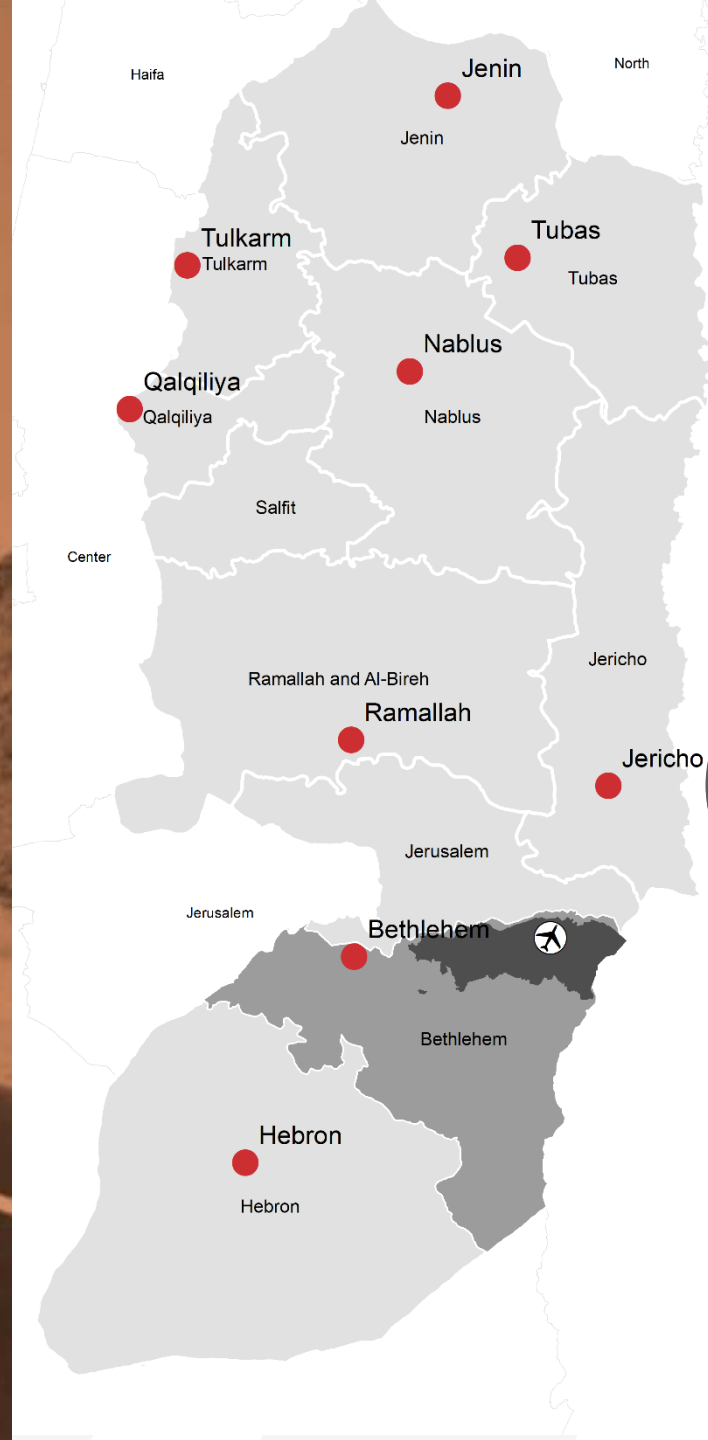 Jenin
North
Haifa
Jenin
Tubas
Tulkarm
Tulkarm
Tubas
Nablus
Qalqiliya
Qalqiliya
Nablus
Salfit
Center
Jericho
Ramallah and Al-Bireh
Ramallah
Jericho
Jerusalem
Jerusalem
Bethlehem
Bethlehem
Hebron
Hebron